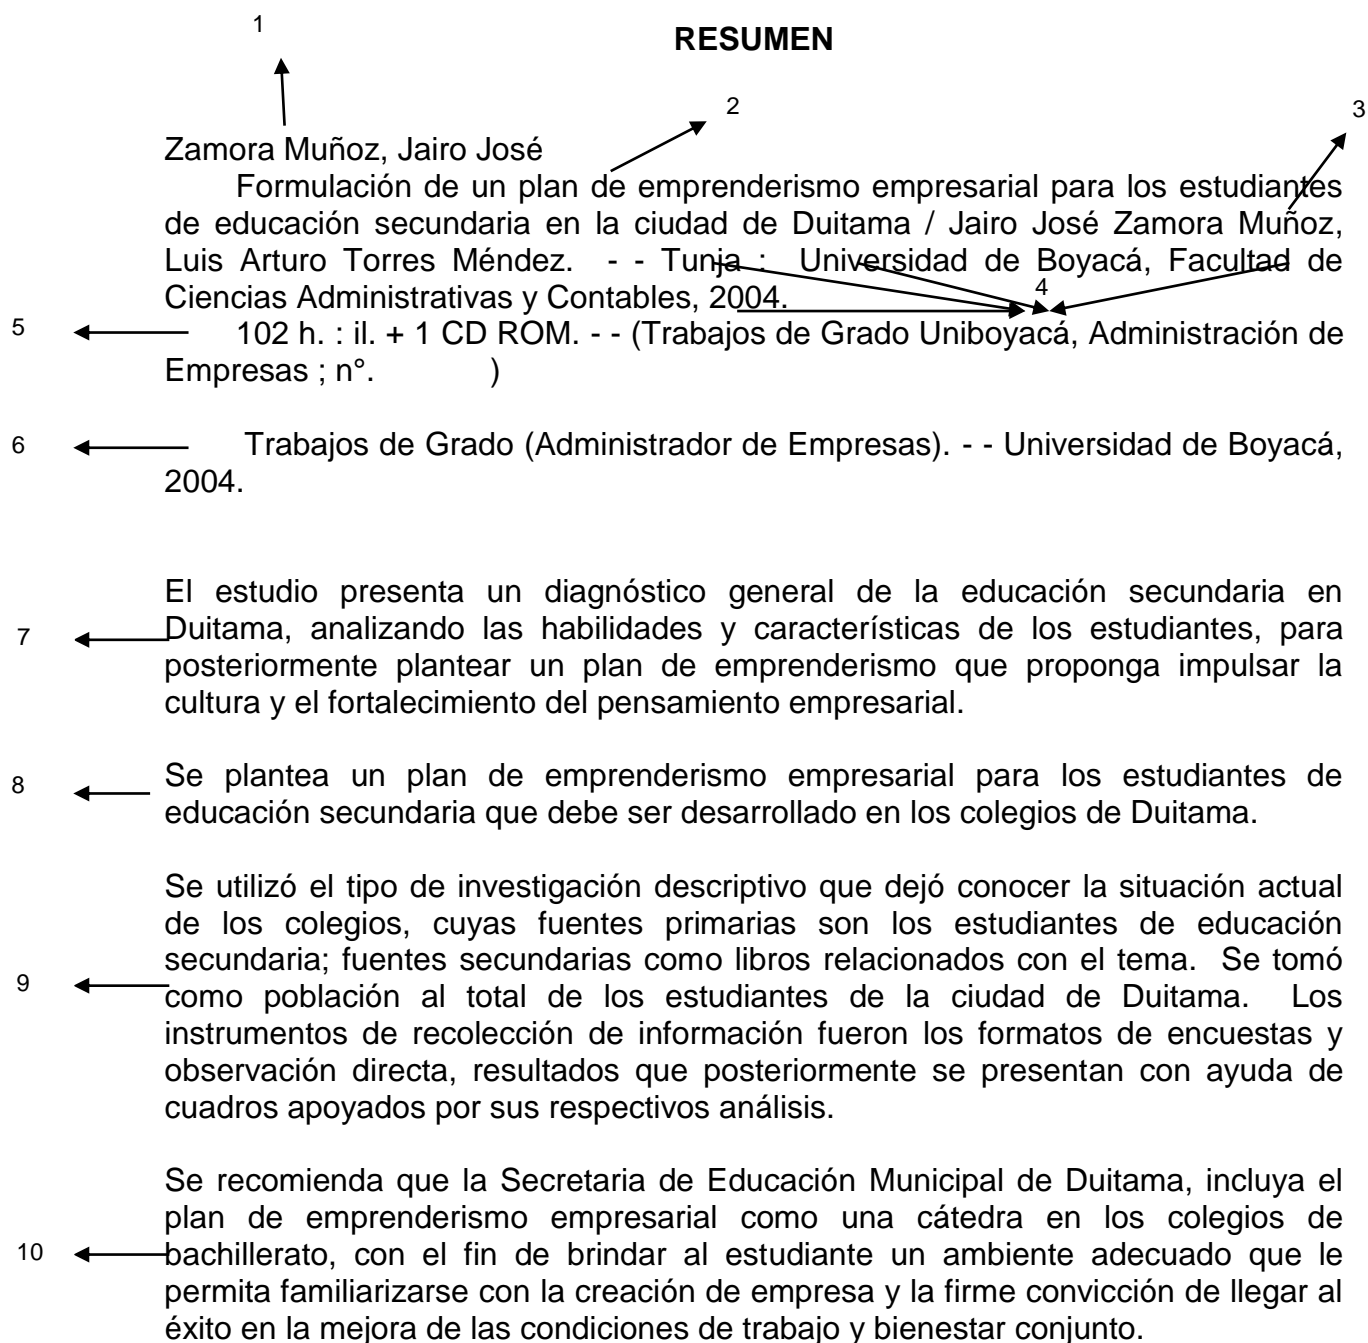 1
RESUMEN
2
3
Zamora Muñoz, Jairo José
Formulación de un plan de emprenderismo empresarial para los estudiantes
de educación secundaria en la ciudad de Duitama / Jairo José Zamora Muñoz,
Luis Arturo Torres Méndez. - - Tunja : Universidad de Boyacá, Facultad de
4
Ciencias Administrativas y Contables, 2004.
5 102 h. : il. + 1 CD ROM. - - (Trabajos de Grado Uniboyacá, Administración de
Empresas ; n°. )
6 Trabajos de Grado (Administrador de Empresas). - - Universidad de Boyacá,
2004.
El estudio presenta un diagnóstico general de la educación secundaria en
7 Duitama, analizando las habilidades y características de los estudiantes, para
posteriormente plantear un plan de emprenderismo que proponga impulsar la
cultura y el fortalecimiento del pensamiento empresarial.
8 Se plantea un plan de emprenderismo empresarial para los estudiantes de
educación secundaria que debe ser desarrollado en los colegios de Duitama.
Se utilizó el tipo de investigación descriptivo que dejó conocer la situación actual
de los colegios, cuyas fuentes primarias son los estudiantes de educación
secundaria; fuentes secundarias como libros relacionados con el tema. Se tomó
9 como población al total de los estudiantes de la ciudad de Duitama. Los
instrumentos de recolección de información fueron los formatos de encuestas y
observación directa, resultados que posteriormente se presentan con ayuda de
cuadros apoyados por sus respectivos análisis.
Se recomienda que la Secretaria de Educación Municipal de Duitama, incluya el
plan de emprenderismo empresarial como una cátedra en los colegios de
10 bachillerato, con el fin de brindar al estudiante un ambiente adecuado que le
permita familiarizarse con la creación de empresa y la firme convicción de llegar al
éxito en la mejora de las condiciones de trabajo y bienestar conjunto.